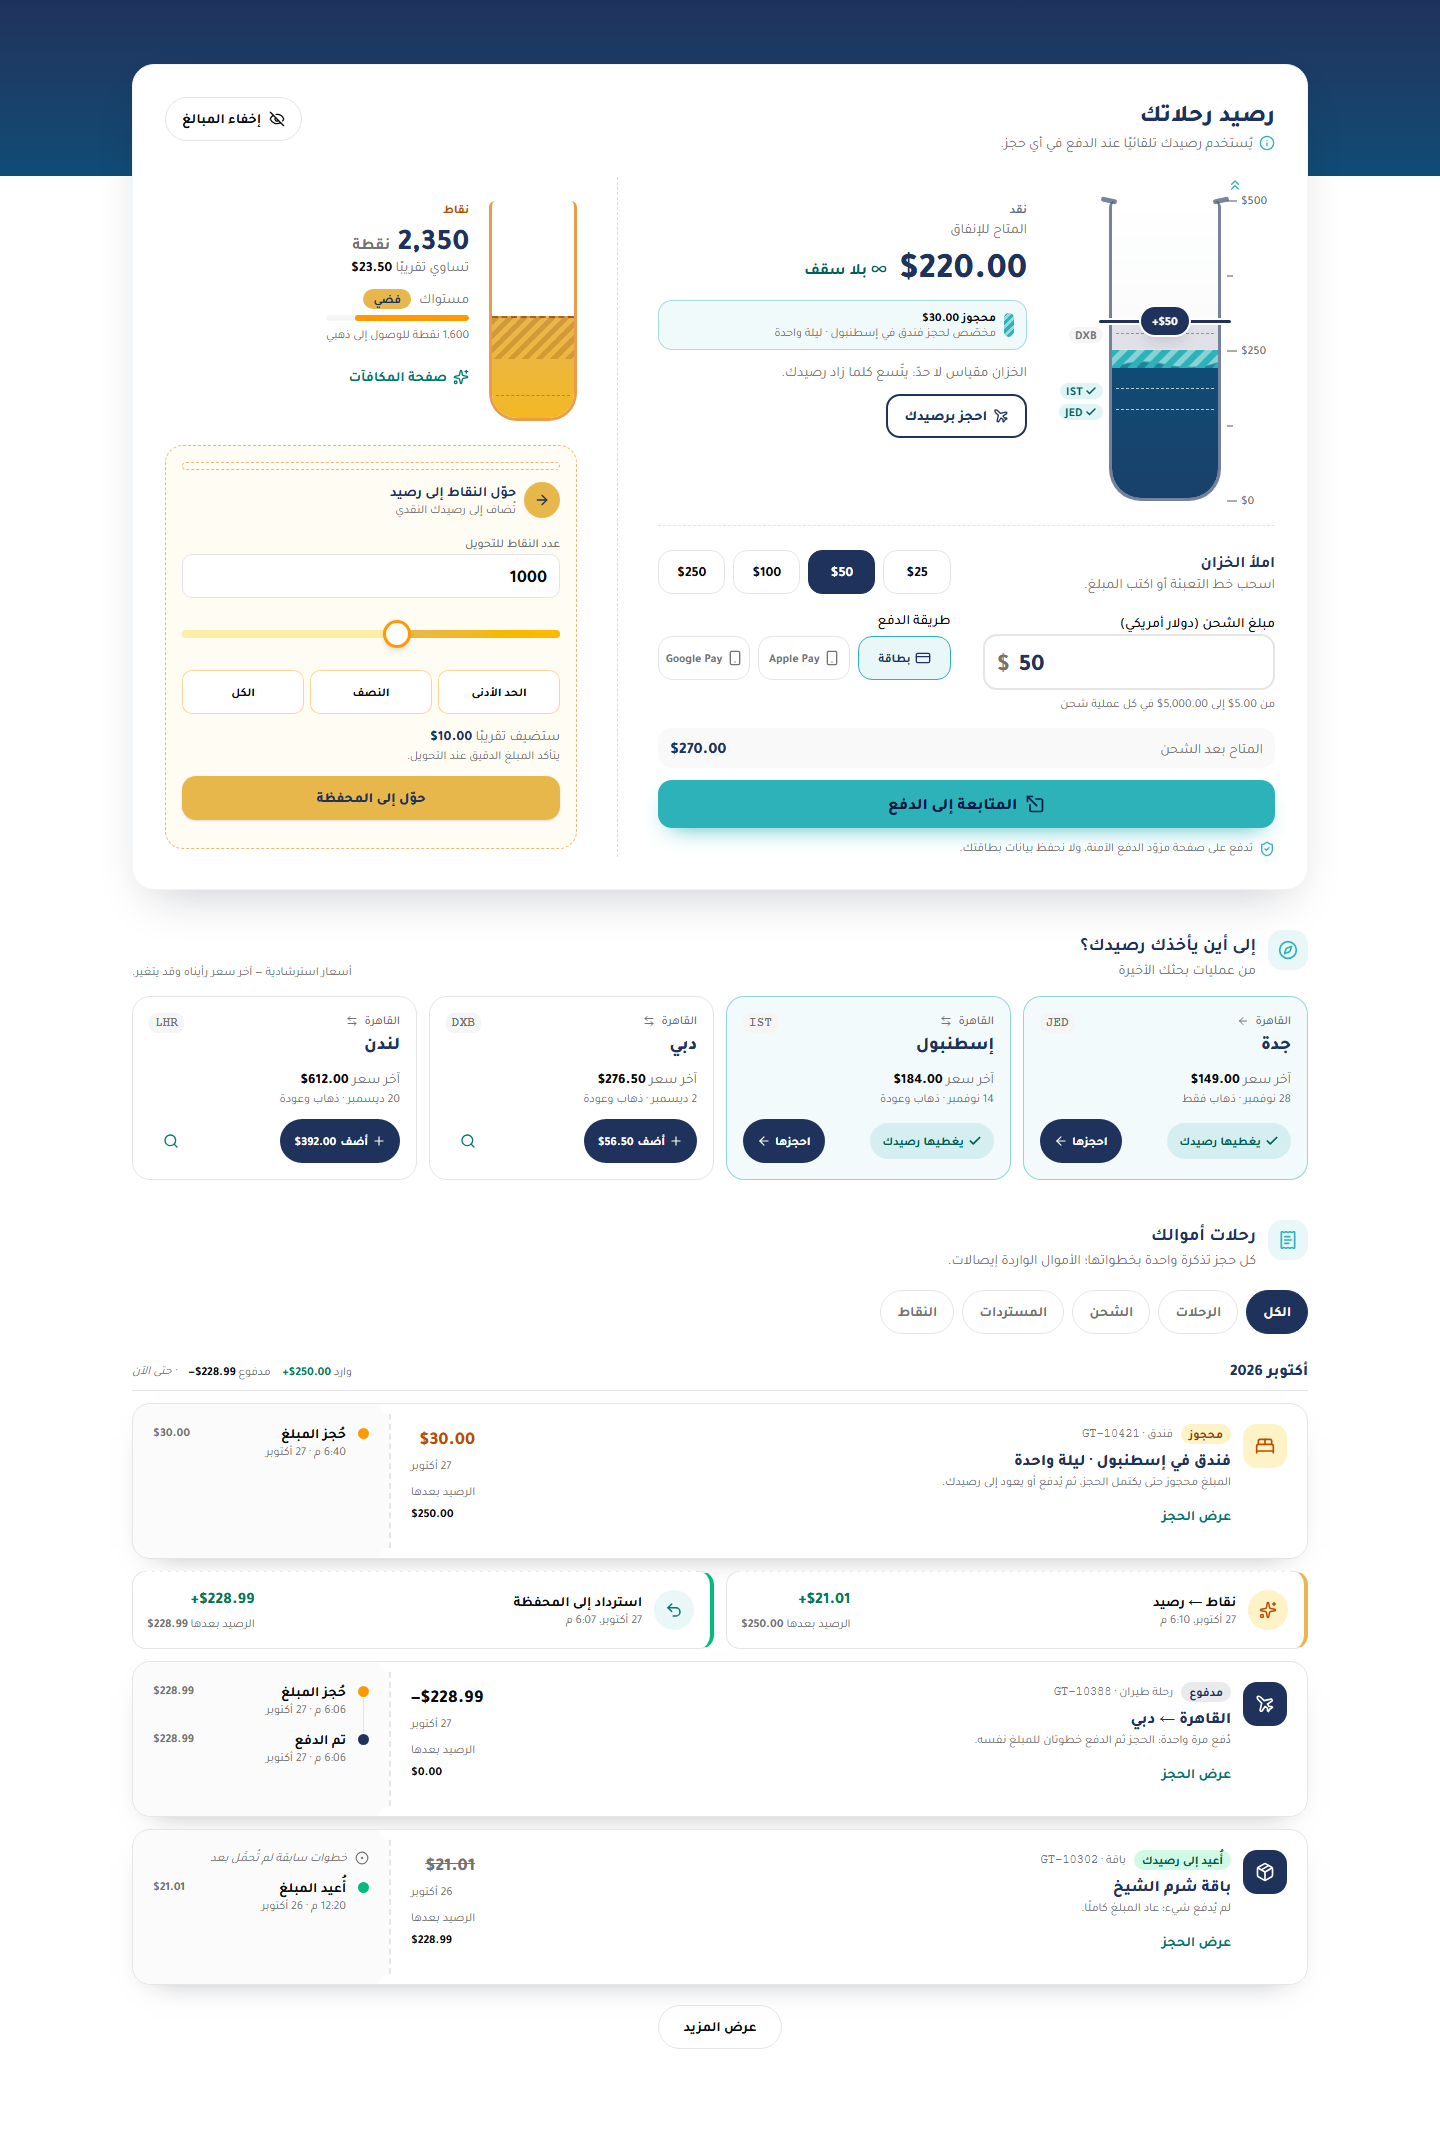 رصيد رحلاتك
يُستخدم رصيدك تلقائيًا عند الدفع في أي حجز.
إخفاء المبالغ
$500
$250
$0
+$50
DXB
IST
JED
نقد
المتاح للإنفاق
$220.00
بلا سقف
محجوز $30.00
مخصّص لحجز فندق في إسطنبول · ليلة واحدة
الخزان مقياس لا حدّ: يتّسع كلما زاد رصيدك.
احجز برصيدك
املأ الخزان
اسحب خط التعبئة أو اكتب المبلغ.
$25
$50
$100
$250
مبلغ الشحن (دولار أمريكي)
$ 50
من $5.00 إلى $5,000.00 في كل عملية شحن
طريقة الدفع
بطاقة
Apple Pay
Google Pay
المتاح بعد الشحن
$270.00
المتابعة إلى الدفع
تدفع على صفحة مزوّد الدفع الآمنة، ولا نحفظ بيانات بطاقتك.
نقاط
2,350 نقطة
تساوي تقريبًا $23.50
مستواك فضي
1,600 نقطة للوصول إلى ذهبي
صفحة المكافآت
حوّل النقاط إلى رصيد
تُضاف إلى رصيدك النقدي
عدد النقاط للتحويل
1000
الحد الأدنى
النصف
الكل
ستضيف تقريبًا $10.00
يتأكد المبلغ الدقيق عند التحويل.
حوّل إلى المحفظة
إلى أين يأخذك رصيدك؟
من عمليات بحثك الأخيرة
أسعار استرشادية – آخر سعر رأيناه وقد يتغير.
القاهرة
JED
جدة
آخر سعر $149.00
28 نوفمبر · ذهاب فقط
يغطيها رصيدك
احجزها
القاهرة
IST
إسطنبول
آخر سعر $184.00
14 نوفمبر · ذهاب وعودة
يغطيها رصيدك
احجزها
القاهرة
DXB
دبي
آخر سعر $276.50
2 ديسمبر · ذهاب وعودة
أضف $56.50
القاهرة
LHR
لندن
آخر سعر $612.00
20 ديسمبر · ذهاب وعودة
أضف $392.00
رحلات أموالك
كل حجز تذكرة واحدة بخطواتها؛ الأموال الواردة إيصالات.
الكل
الرحلات
الشحن
المستردات
النقاط
أكتوبر 2026
وارد +$250.00 مدفوع −$228.99 · حتى الآن
محجوز فندق · GT-10421
فندق في إسطنبول · ليلة واحدة
المبلغ محجوز حتى يكتمل الحجز، ثم يُدفع أو يعود إلى رصيدك.
عرض الحجز
$30.00
27 أكتوبر
الرصيد بعدها
$250.00
حُجز المبلغ
6:40 م · 27 أكتوبر
$30.00
نقاط ← رصيد
27 أكتوبر، 6:10 م
+$21.01
الرصيد بعدها $250.00
استرداد إلى المحفظة
27 أكتوبر، 6:07 م
+$228.99
الرصيد بعدها $228.99
مدفوع رحلة طيران · GT-10388
القاهرة ← دبي
دُفع مرة واحدة: الحجز ثم الدفع خطوتان للمبلغ نفسه.
عرض الحجز
−$228.99
27 أكتوبر
الرصيد بعدها
$0.00
حُجز المبلغ
6:06 م · 27 أكتوبر
$228.99
تم الدفع
6:06 م · 27 أكتوبر
$228.99
أُعيد إلى رصيدك باقة · GT-10302
باقة شرم الشيخ
لم يُدفع شيء: عاد المبلغ كاملًا.
عرض الحجز
$21.01
26 أكتوبر
الرصيد بعدها
$228.99
خطوات سابقة لم تُحمَّل بعد
أُعيد المبلغ
12:20 م · 26 أكتوبر
$21.01
عرض المزيد